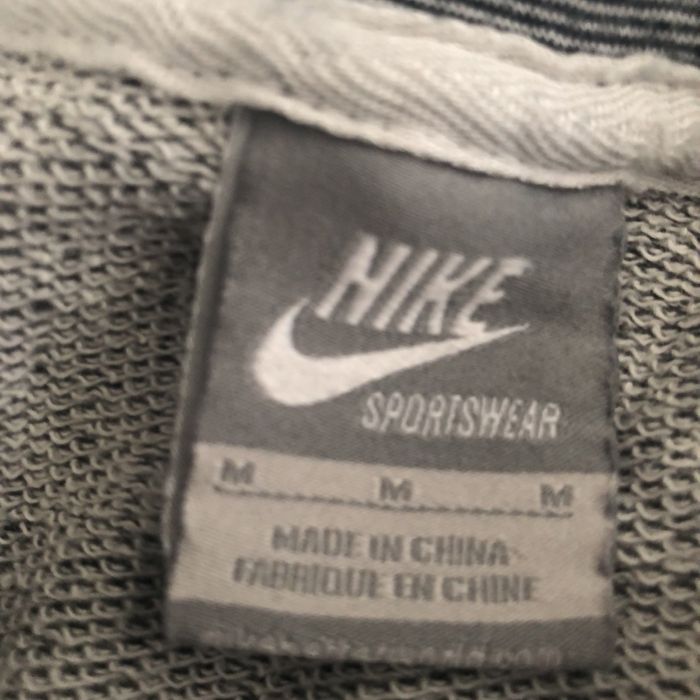 NIKE
SPORTSWEAR
M M M
MADE IN CHINA
FABRIQUE EN CHINE